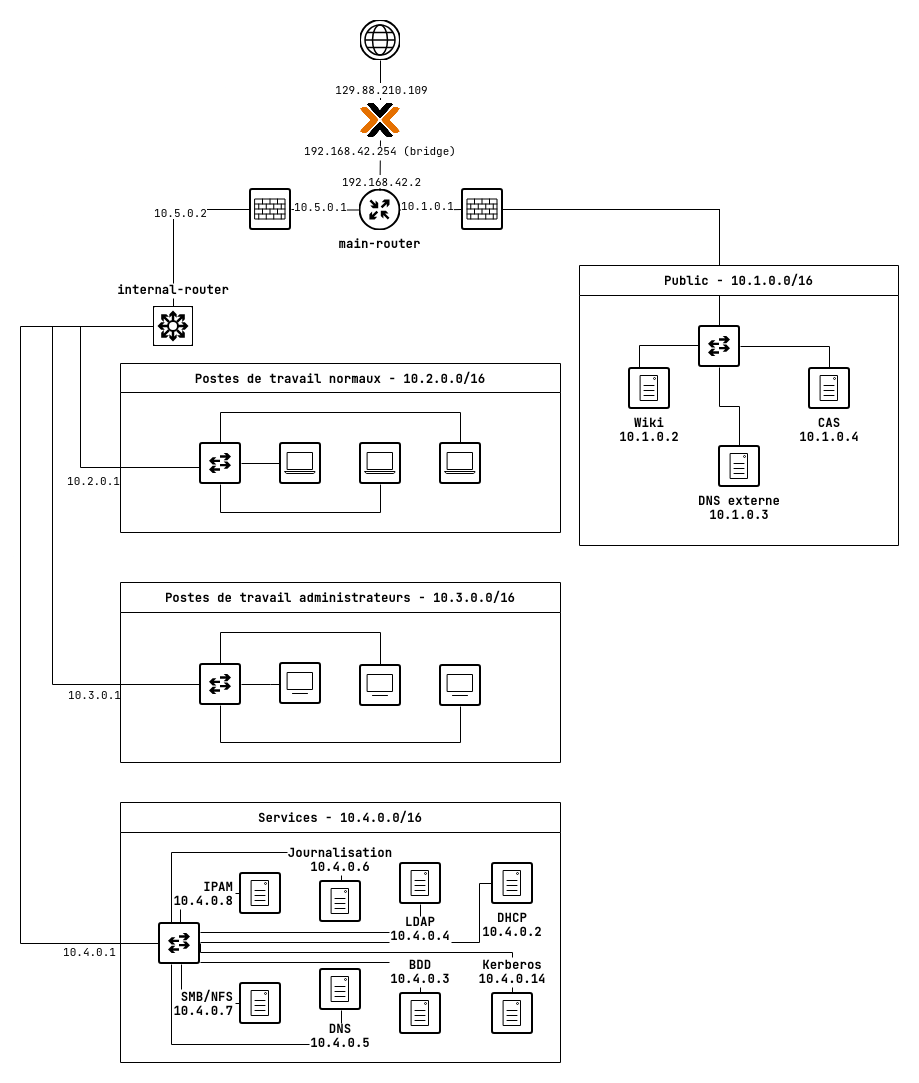 129.88.210.109
192.168.42.254 (bridge)
192.168.42.2
10.5.0.2
10.5.0.1
10.1.0.1
main-router
internal-router
Public - 10.1.0.0/16
Wiki
10.1.0.2
CAS
10.1.0.4
DNS externe
10.1.0.3
Postes de travail normaux - 10.2.0.0/16
10.2.0.1
Postes de travail administrateurs - 10.3.0.0/16
10.3.0.1
Services - 10.4.0.0/16
Journalisation
10.4.0.6
IPAM
10.4.0.8
LDAP
10.4.0.4
DHCP
10.4.0.2
10.4.0.1
BDD
10.4.0.3
Kerberos
10.4.0.14
SMB/NFS
10.4.0.7
DNS
10.4.0.5